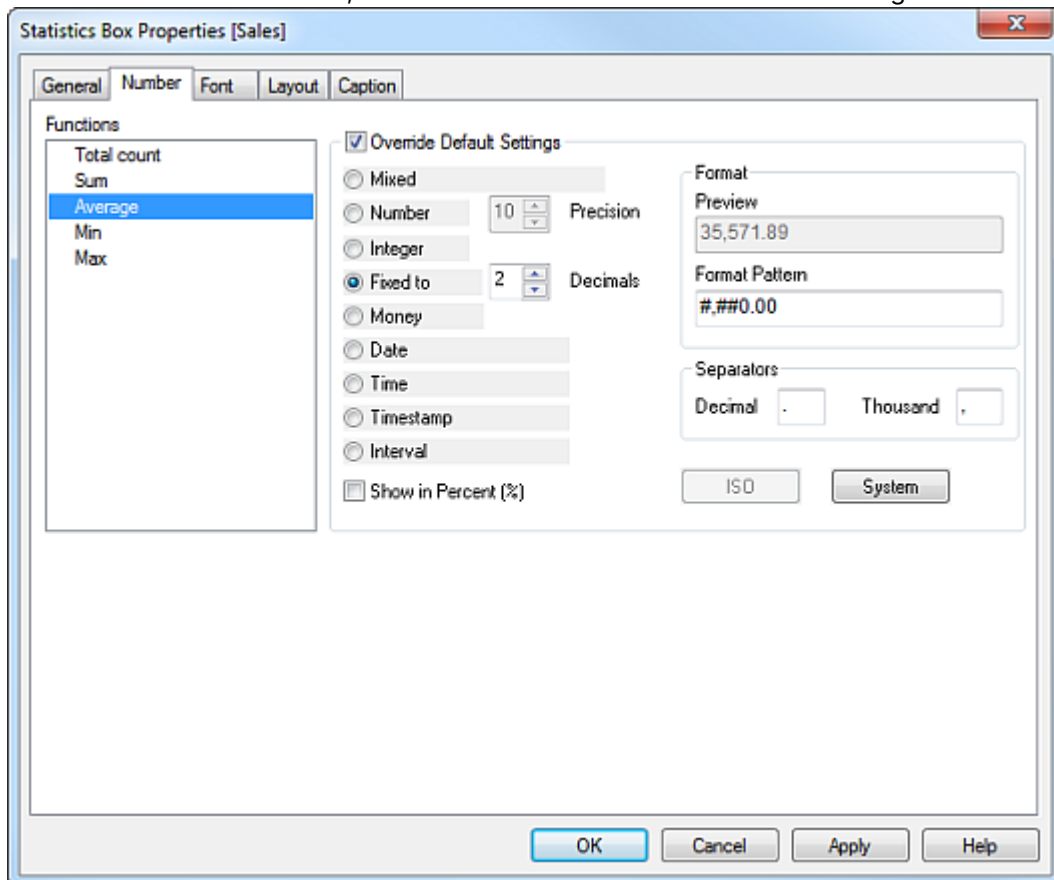 Statistics Box Properties [Sales]
General Number Font Layout Caption
Functions
Total count
Sum
Average
Min
Max
Override Default Settings
Mixed
Number 10 Precision
Integer
Fixed to 2 Decimals
Money
Date
Time
Timestamp
Interval
Show in Percent (%)
Format
Preview
35,571.89
Format Pattern
#,##0.00
Separators
Decimal . Thousand ,
ISO System
OK Cancel Apply Help